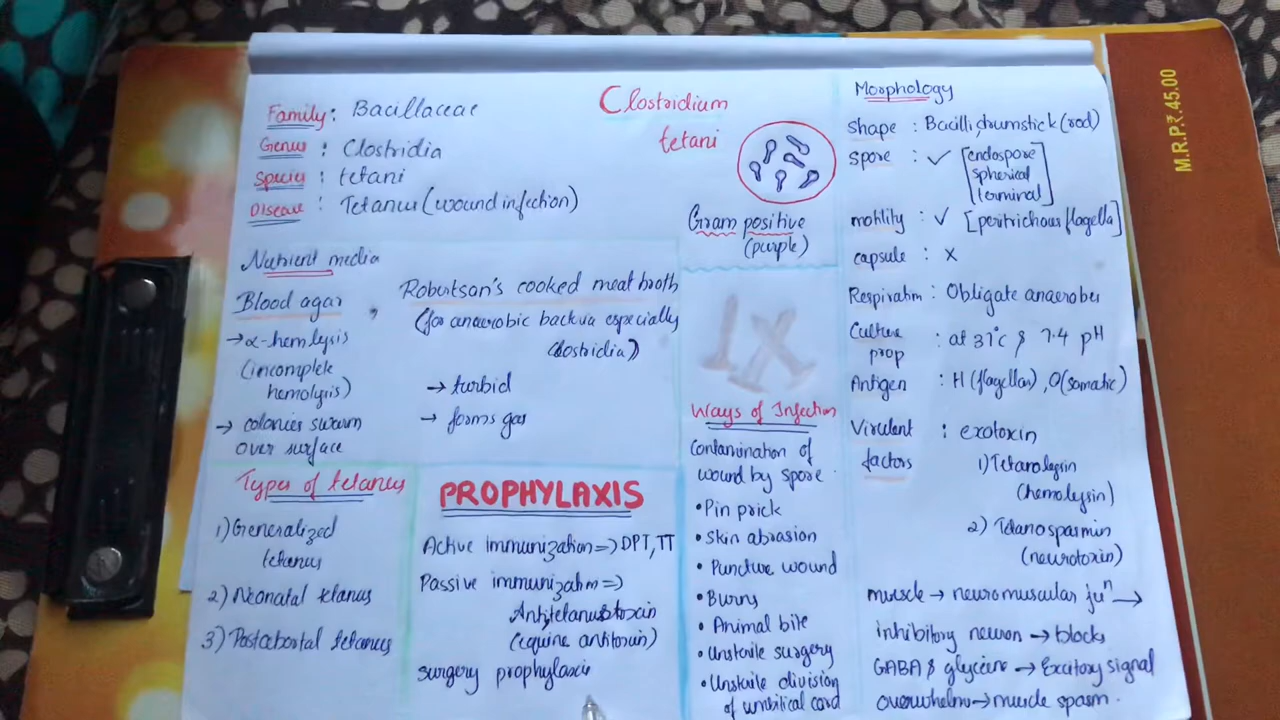 Clostridium
tetani
Family: Bacillaceae
Genus : Clostridia
Species : tetani
Disease : Tetanus (wound infection)
Gram positive
(purple)
Nutrient media
Blood agar ,
→ α-hemlysis
(incomplete
hemolysis)
→ colonies swarm
over surface
Robertson's cooked meat broth
(for anaerobic bactria especially
Clostridia)
→ turbid
→ forms gas
Types of tetanus
1) Generalized
tetanus
2) Neonatal tetanus
3) Postabortal tetanus
PROPHYLAXIS
Active immunization => DPT, TT
Passive immunization =>
Antitetanus toxin
(equine antitoxin)
surgery prophylaxis
Ways of Infection
Contamination of
wound by spore
• Pin prick
• Skin abrasion
• Puncture wound
• Burns
• Animal bite
• Unsterile surgery
• Unsterile division
of umbilical cord
Morphology
Shape : Bacilli, drumstick (rod)
Spore : ✓ [endospore
spherical
terminal]
motility : ✓ [peritrichous flagella]
capsule : x
Respiration : Obligate anaerobes
Culture prop : at 37°c & 7.4 pH
Antigen : H (flagellar), O (somatic)
Virulent factors : exotoxin
1) Tetanolysin
(hemolysin)
2) Tetanospasmin
(neurotoxin)
muscle → neuromuscular juⁿ →
inhibitory neuron → blocks
GABA & glycine → Excitory signal
overwhelms → muscle spasm.
M.R.P.₹.45.00